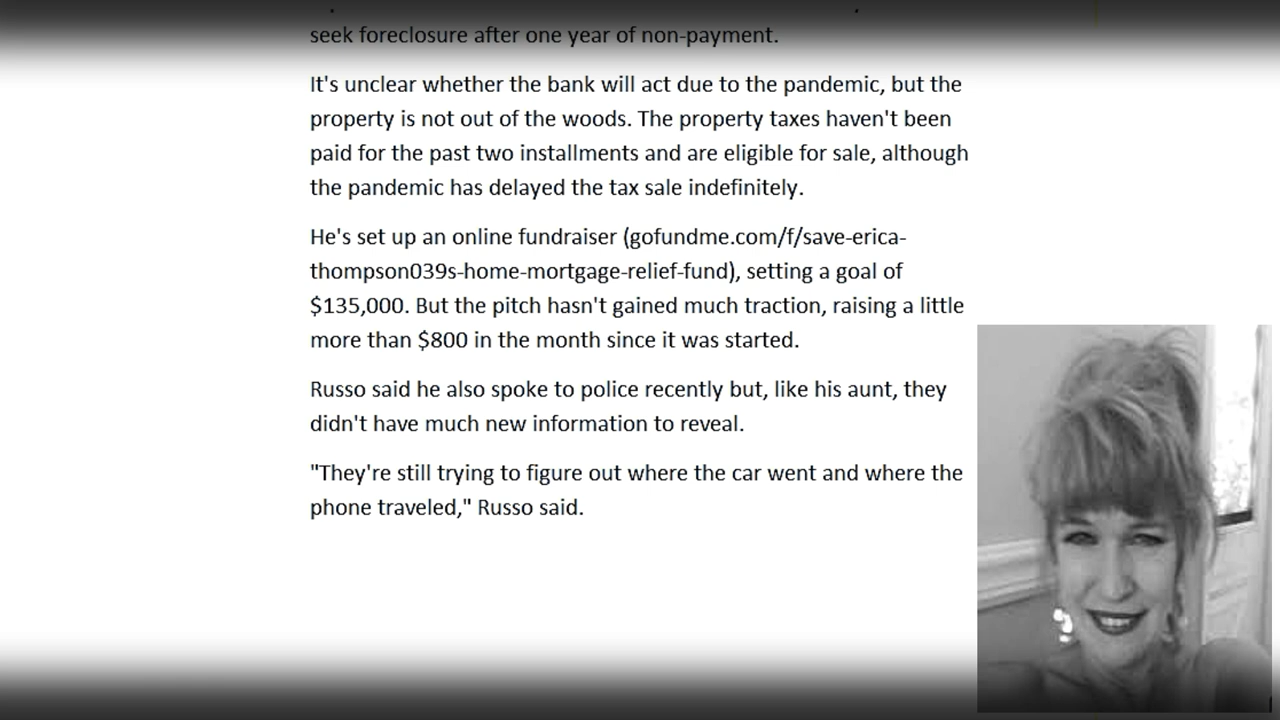 seek foreclosure after one year of non-payment.
It's unclear whether the bank will act due to the pandemic, but the
property is not out of the woods. The property taxes haven't been
paid for the past two installments and are eligible for sale, although
the pandemic has delayed the tax sale indefinitely.
He's set up an online fundraiser (gofundme.com/f/save-erica-
thompson039s-home-mortgage-relief-fund), setting a goal of
$135,000. But the pitch hasn't gained much traction, raising a little
more than $800 in the month since it was started.
Russo said he also spoke to police recently but, like his aunt, they
didn't have much new information to reveal.
"They're still trying to figure out where the car went and where the
phone traveled," Russo said.